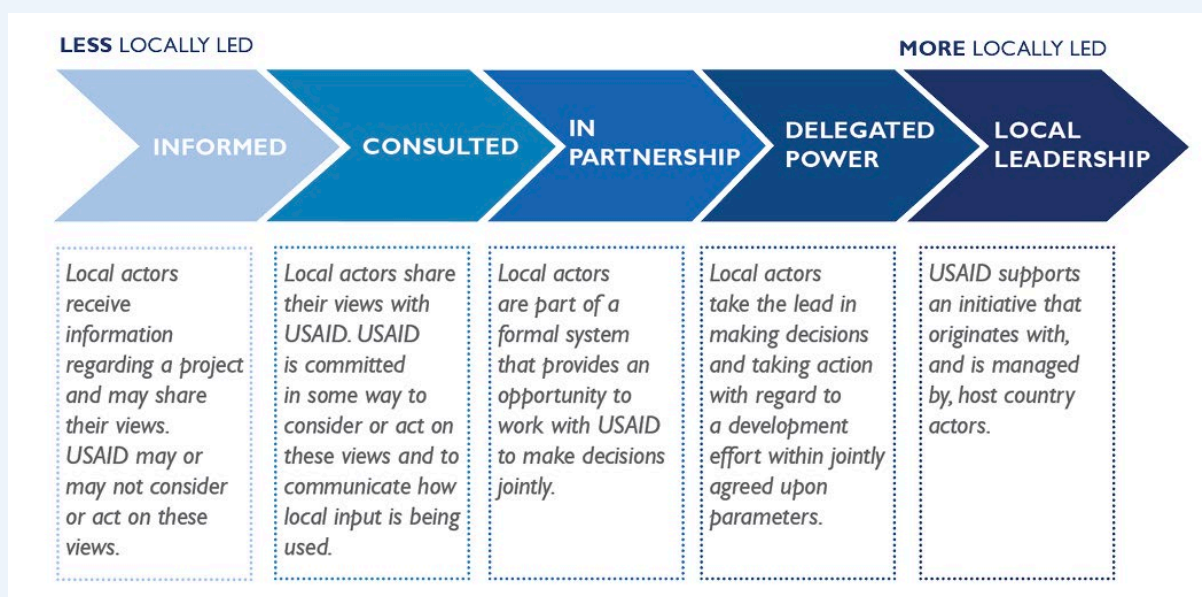 LESS LOCALLY LED
MORE LOCALLY LED
INFORMED
CONSULTED
IN
PARTNERSHIP
DELEGATED
POWER
LOCAL
LEADERSHIP
Local actors
receive
information
regarding a project
and may share
their views.
USAID may or
may not consider
or act on these
views.
Local actors share
their views with
USAID. USAID
is committed
in some way to
consider or act on
these views and to
communicate how
local input is being
used.
Local actors
are part of a
formal system
that provides an
opportunity to
work with USAID
to make decisions
jointly.
Local actors
take the lead in
making decisions
and taking action
with regard to
a development
effort within jointly
agreed upon
parameters.
USAID supports
an initiative that
originates with,
and is managed
by, host country
actors.